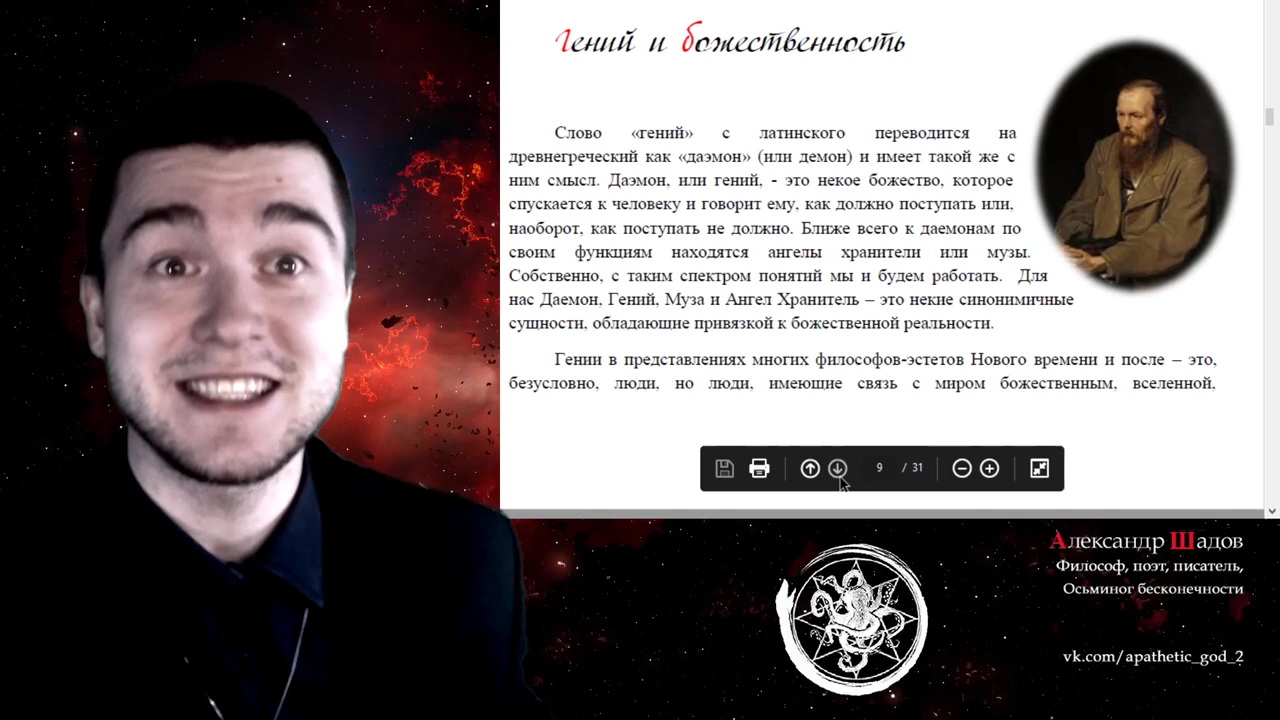 Гений и божественность
Слово «гений» с латинского переводится на
древнегреческий как «даэмон» (или демон) и имеет такой же с
ним смысл. Даэмон, или гений, - это некое божество, которое
спускается к человеку и говорит ему, как должно поступать или,
наоборот, как поступать не должно. Ближе всего к даемонам по
своим функциям находятся ангелы хранители или музы.
Собственно, с таким спектром понятий мы и будем работать. Для
нас Даемон, Гений, Муза и Ангел Хранитель – это некие синонимичные
сущности, обладающие привязкой к божественной реальности.
Гении в представлениях многих философов-эстетов Нового времени и после – это,
безусловно, люди, но люди, имеющие связь с миром божественным, вселенной,
9 / 31
Александр Шадов
Философ, поэт, писатель,
Осьминог бесконечности
vk.com/apathetic_god_2